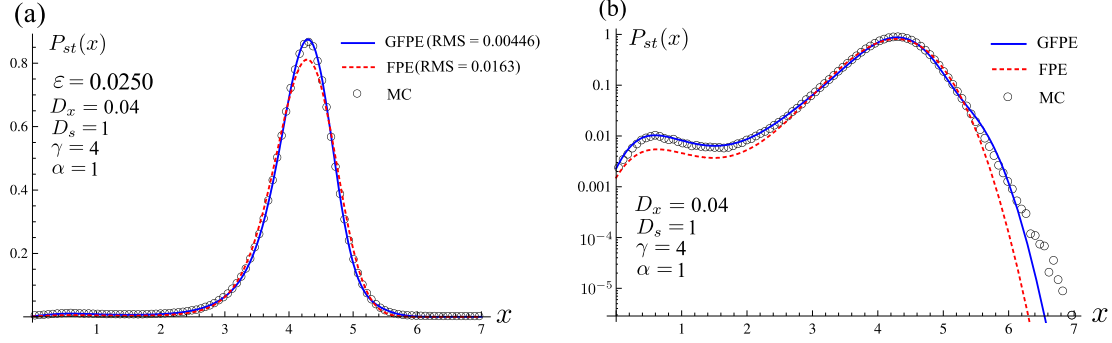 (a)
P_st(x)
GFPE(RMS = 0.00446)
FPE(RMS = 0.0163)
MC
ε = 0.0250
D_x = 0.04
D_s = 1
γ = 4
α = 1
0.8
0.6
0.4
0.2
1 2 3 4 5 6 7 x
(b)
P_st(x)
GFPE
FPE
MC
D_x = 0.04
D_s = 1
γ = 4
α = 1
1
0.1
0.01
0.001
10^-4
10^-5
1 2 3 4 5 6 7 x